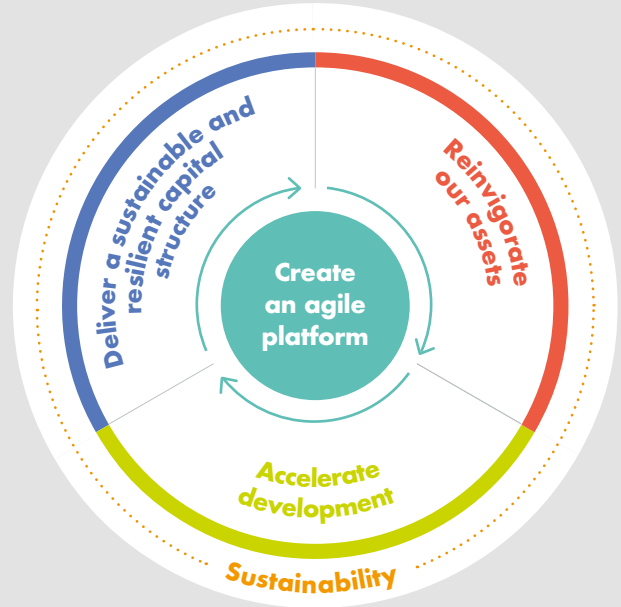 Deliver a sustainable and
resilient capital
structure
Reinvigorate
our assets
Create
an agile
platform
Accelerate
development
Sustainability